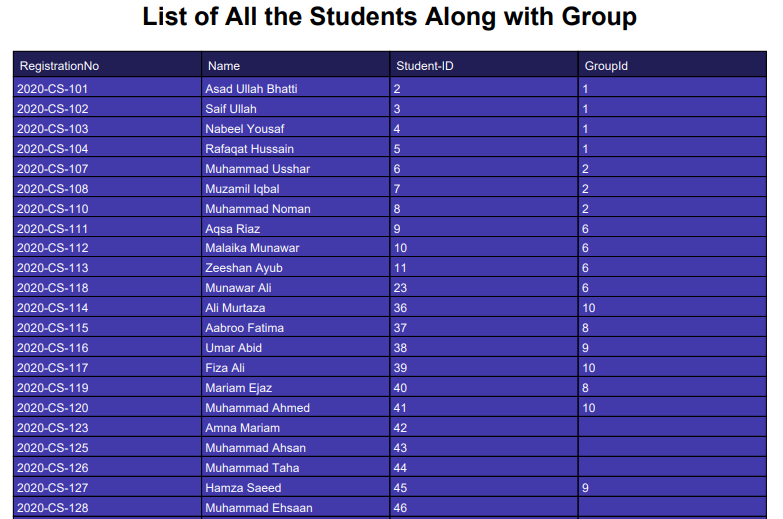 List of All the Students Along with Group
RegistrationNo Name Student-ID GroupId
2020-CS-101 Asad Ullah Bhatti 2 1
2020-CS-102 Saif Ullah 3 1
2020-CS-103 Nabeel Yousaf 4 1
2020-CS-104 Rafaqat Hussain 5 1
2020-CS-107 Muhammad Usshar 6 2
2020-CS-108 Muzamil Iqbal 7 2
2020-CS-110 Muhammad Noman 8 2
2020-CS-111 Aqsa Riaz 9 6
2020-CS-112 Malaika Munawar 10 6
2020-CS-113 Zeeshan Ayub 11 6
2020-CS-118 Munawar Ali 23 6
2020-CS-114 Ali Murtaza 36 10
2020-CS-115 Aabroo Fatima 37 8
2020-CS-116 Umar Abid 38 9
2020-CS-117 Fiza Ali 39 10
2020-CS-119 Mariam Ejaz 40 8
2020-CS-120 Muhammad Ahmed 41 10
2020-CS-123 Amna Mariam 42
2020-CS-125 Muhammad Ahsan 43
2020-CS-126 Muhammad Taha 44
2020-CS-127 Hamza Saeed 45 9
2020-CS-128 Muhammad Ehsaan 46